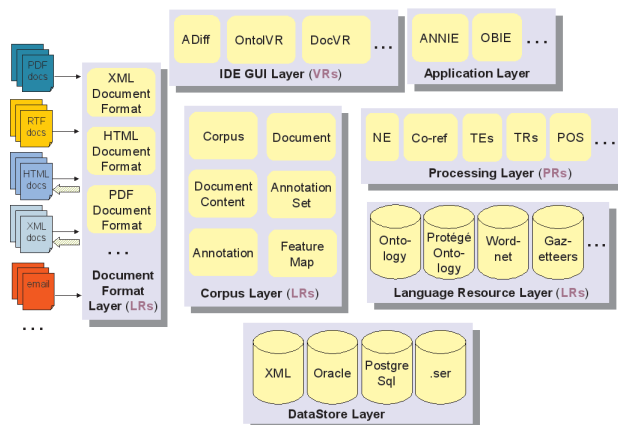 PDF
docs
RTF
docs
HTML
docs
XML
docs
email
...
XML
Document
Format
HTML
Document
Format
PDF
Document
Format
...
Document
Format
Layer (LRs)
ADiff
OntolVR
DocVR
...
IDE GUI Layer (VRs)
ANNIE
OBIE
...
Application Layer
Corpus
Document
Document
Content
Annotation
Set
Annotation
Feature
Map
Corpus Layer (LRs)
NE
Co-ref
TEs
TRs
POS
...
Processing Layer (PRs)
Onto-
logy
Protégé
Onto-
logy
Word-
net
Gaz-
etteers
...
Language Resource Layer (LRs)
XML
Oracle
Postgre
Sql
.ser
DataStore Layer